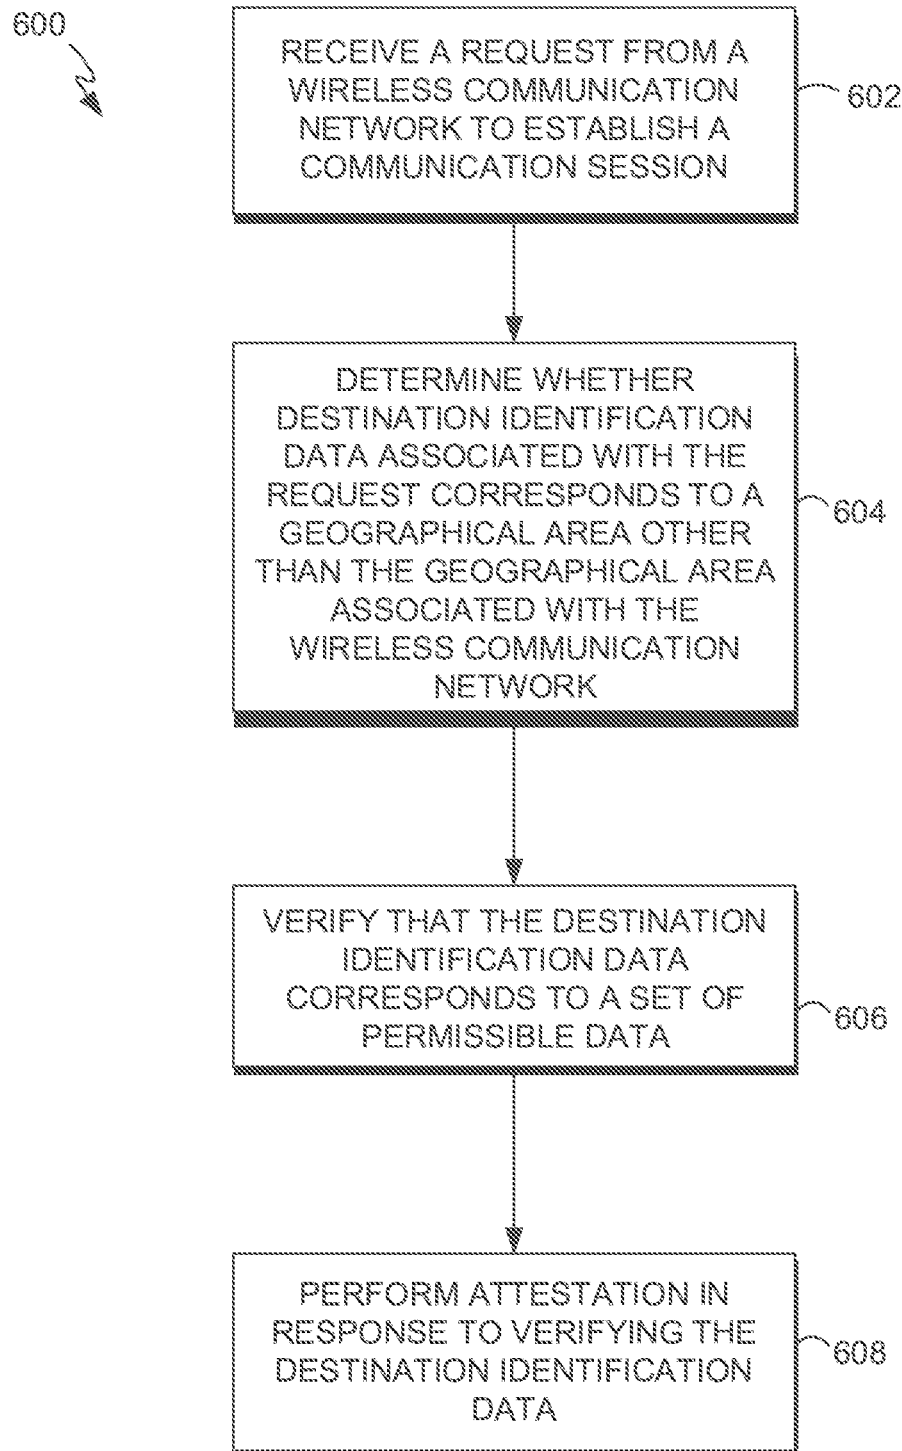 600
RECEIVE A REQUEST FROM A
WIRELESS COMMUNICATION
NETWORK TO ESTABLISH A
COMMUNICATION SESSION
602
DETERMINE WHETHER
DESTINATION IDENTIFICATION
DATA ASSOCIATED WITH THE
REQUEST CORRESPONDS TO A
GEOGRAPHICAL AREA OTHER
THAN THE GEOGRAPHICAL AREA
ASSOCIATED WITH THE
WIRELESS COMMUNICATION
NETWORK
604
VERIFY THAT THE DESTINATION
IDENTIFICATION DATA
CORRESPONDS TO A SET OF
PERMISSIBLE DATA
606
PERFORM ATTESTATION IN
RESPONSE TO VERIFYING THE
DESTINATION IDENTIFICATION
DATA
608